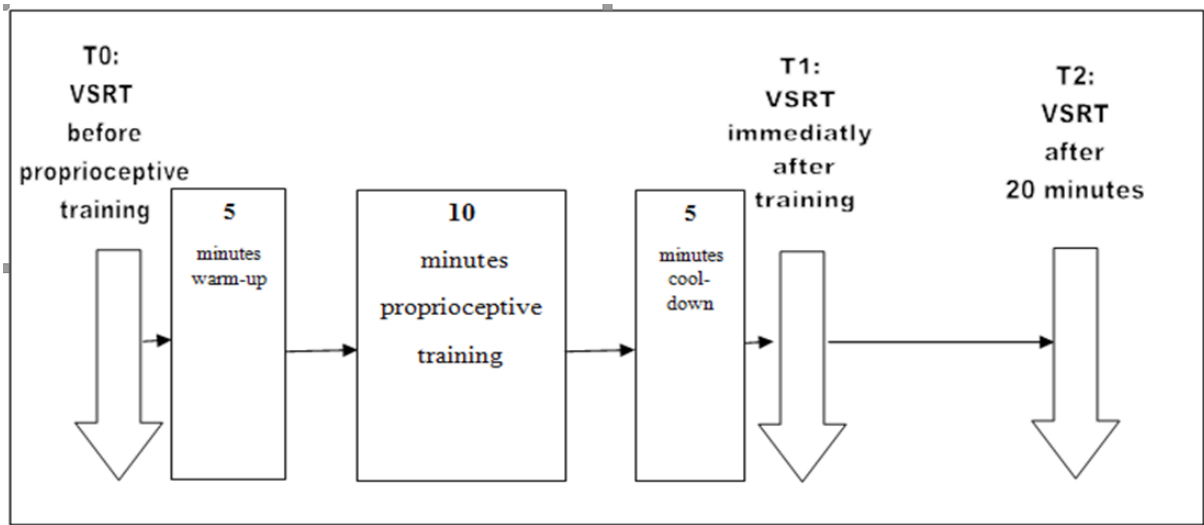 T0:
VSRT
before
proprioceptive
training
5
minutes
warm-up
10
minutes
proprioceptive
training
5
minutes
cool-
down
T1:
VSRT
immediatly
after
training
T2:
VSRT
after
20 minutes